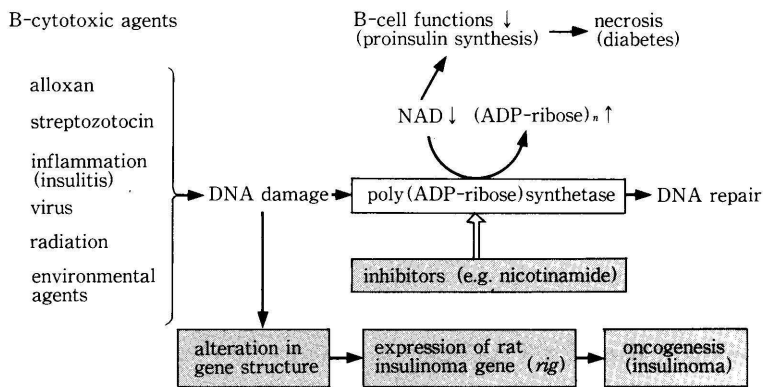 B-cytotoxic agents
B-cell functions ↓
(proinsulin synthesis)
necrosis
(diabetes)
alloxan
streptozotocin
inflammation
(insulitis)
virus
radiation
environmental
agents
NAD ↓ (ADP-ribose)ₙ ↑
DNA damage
poly(ADP-ribose)synthetase
DNA repair
inhibitors (e.g. nicotinamide)
alteration in
gene structure
expression of rat
insulinoma gene (rig)
oncogenesis
(insulinoma)